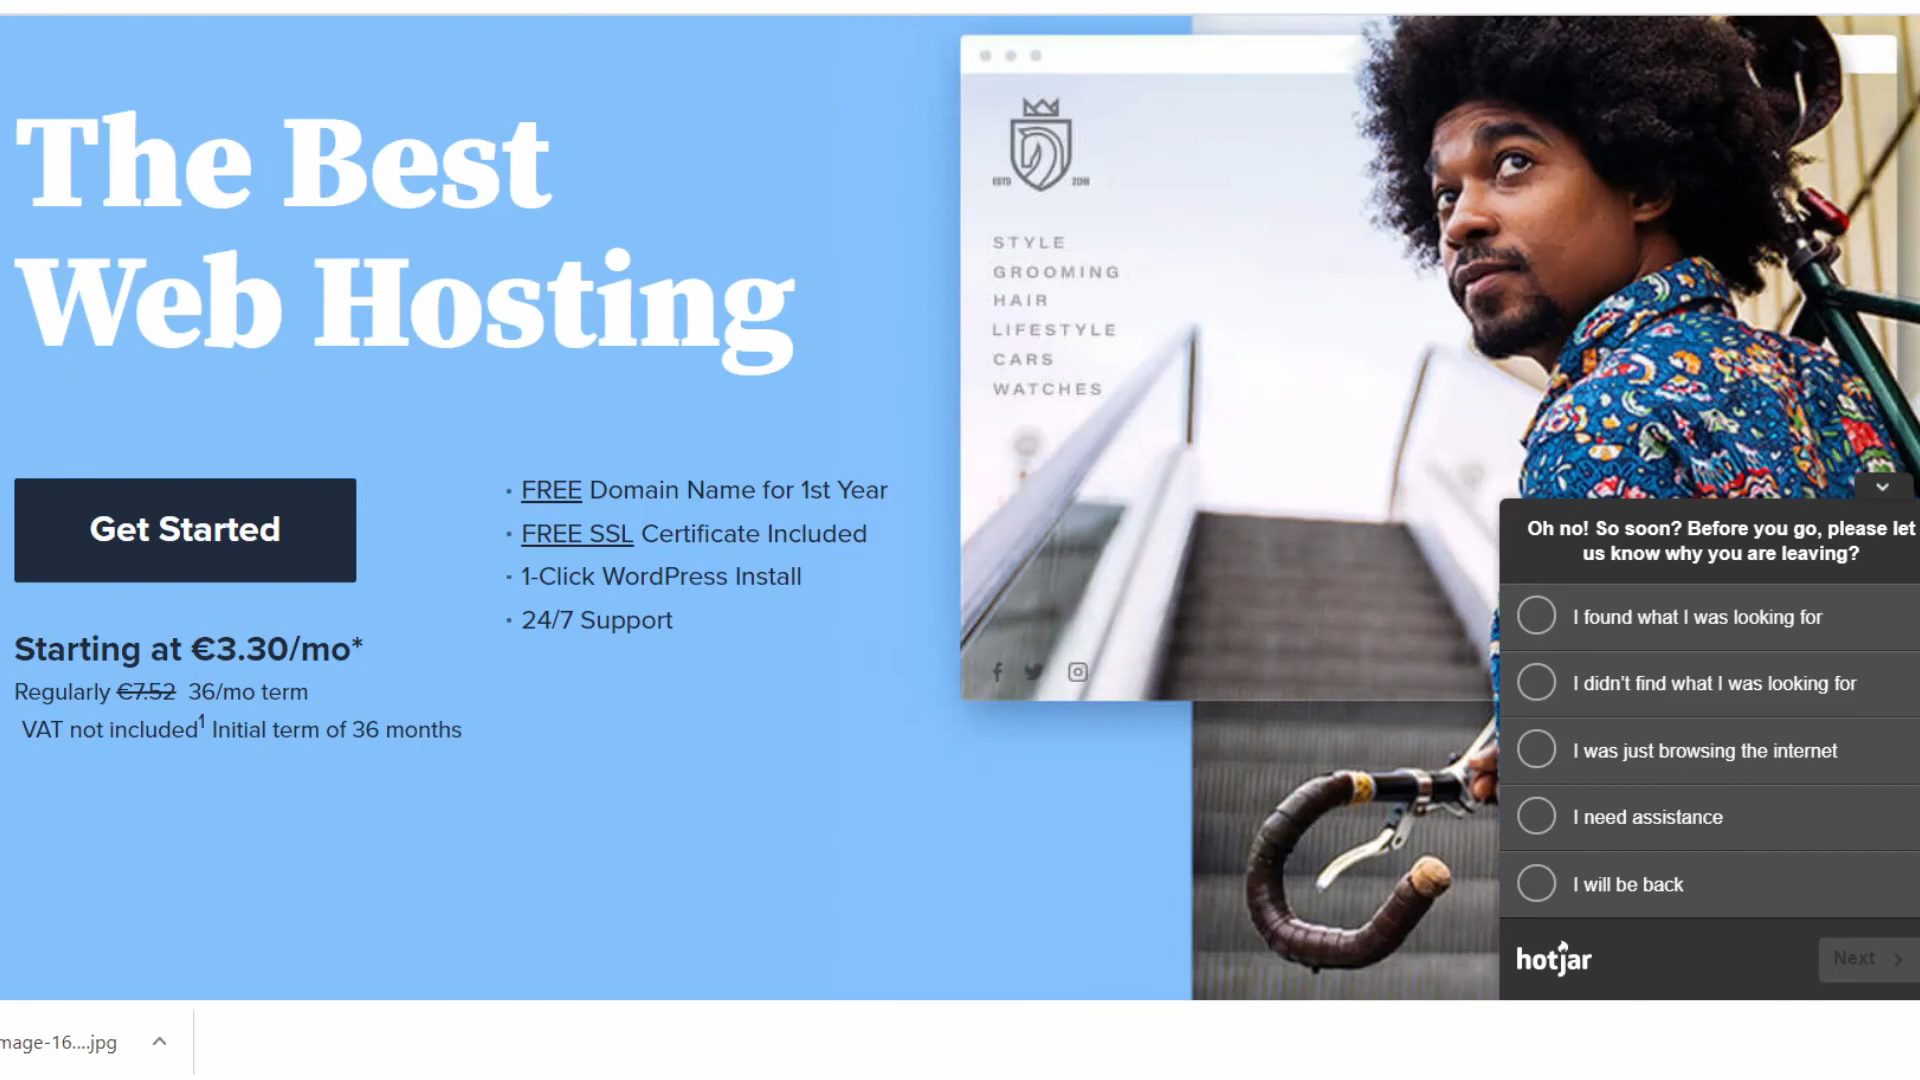 The Best
Web Hosting
Get Started
Starting at €3.30/mo*
Regularly €7.52 36/mo term
VAT not included1 Initial term of 36 months
· FREE Domain Name for 1st Year
· FREE SSL Certificate Included
· 1-Click WordPress Install
· 24/7 Support
ESTD 2018
STYLE
GROOMING
HAIR
LIFESTYLE
CARS
WATCHES
Oh no! So soon? Before you go, please let
us know why you are leaving?
I found what I was looking for
I didn't find what I was looking for
I was just browsing the internet
I need assistance
I will be back
hotjar
Next
mage-16....jpg